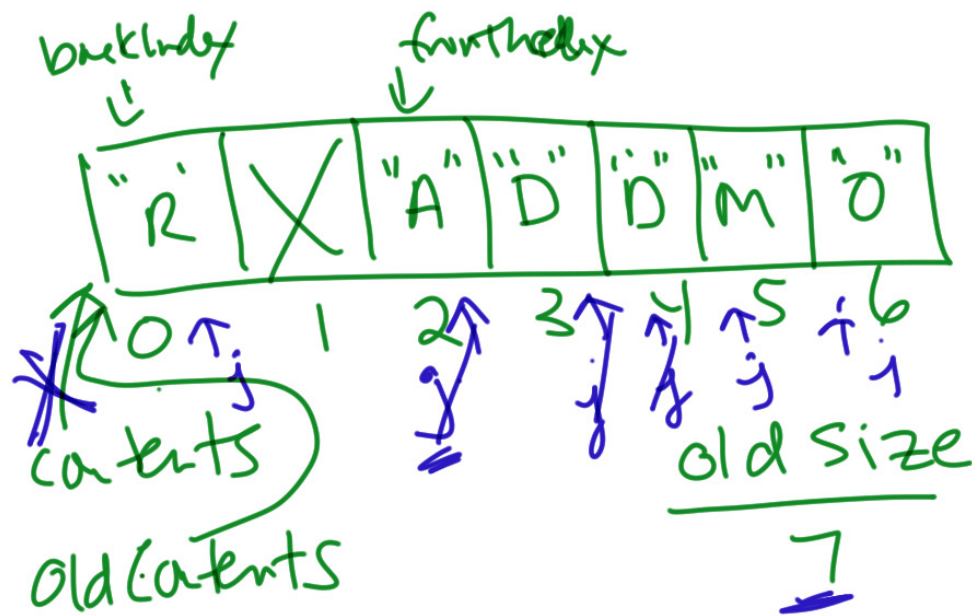 backIndex frontIndex
"R" X "A" "D" "D" "M" "O"
0 1 2 3 4 5 6
j j j j j j
contents
old size
oldContents
7